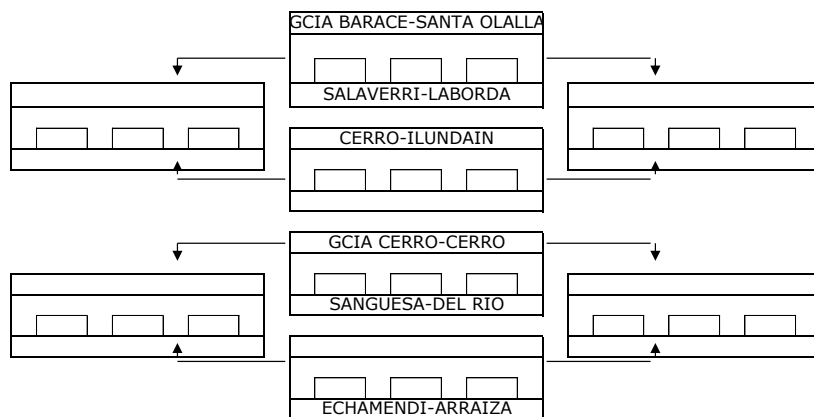 GCIA BARACE-SANTA OLALLA
SALAVERRI-LABORDA
CERRO-ILUNDAIN
GCIA CERRO-CERRO
SANGUESA-DEL RIO
ECHAMENDI-ARRAIZA